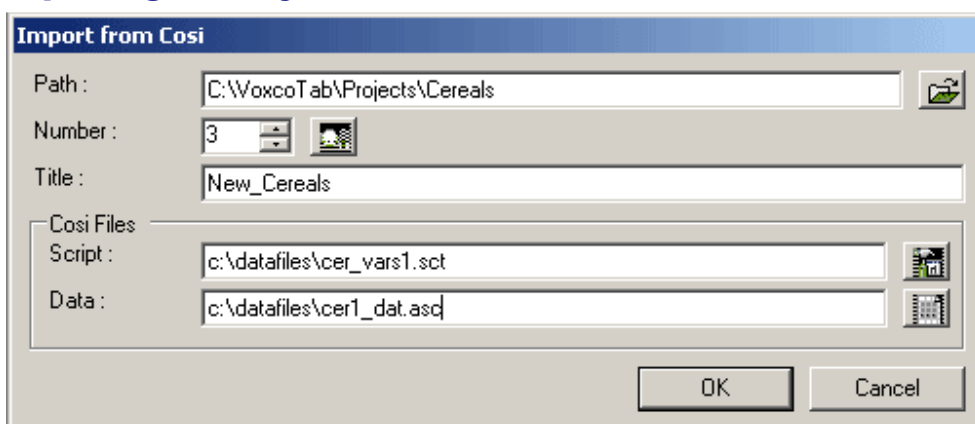 Import from Cosi
Path :
C:\VoxcoTab\Projects\Cereals
Number :
3
Title :
New_Cereals
Cosi Files
Script :
c:\datafiles\cer_vars1.sct
Data :
c:\datafiles\cer1_dat.asc
OK
Cancel